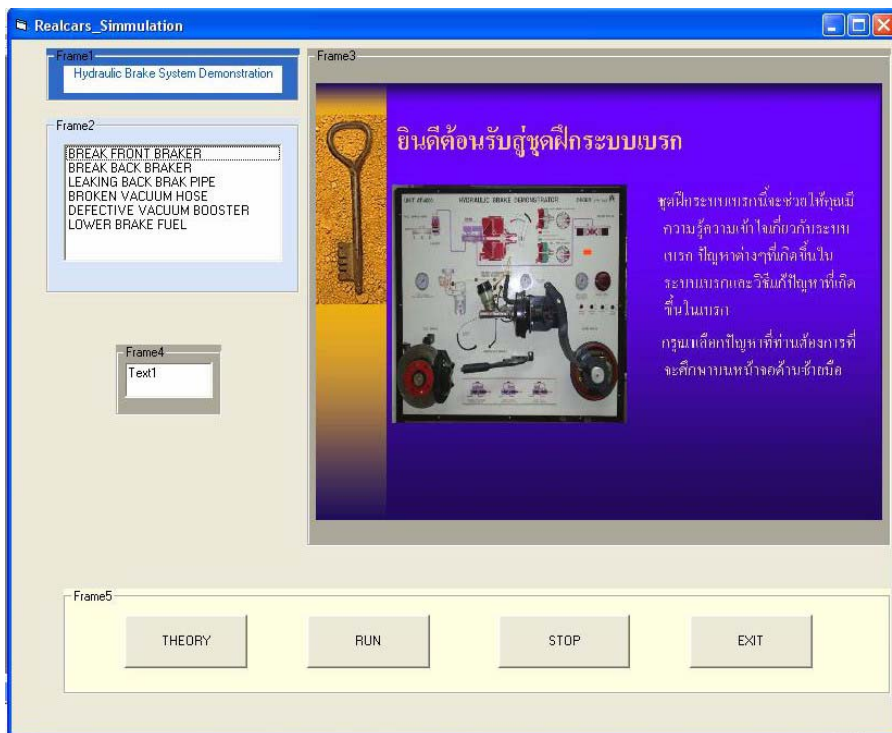 Realcars_Simmulation
Frame1
Hydraulic Brake System Demonstration
Frame2
BREAK FRONT BRAKER
BREAK BACK BRAKER
LEAKING BACK BRAK PIPE
BROKEN VACUUM HOSE
DEFECTIVE VACUUM BOOSTER
LOWER BRAKE FUEL
Frame4
Text1
Frame3
ยินดีต้อนรับสู่ชุดฝึกระบบเบรก
HYDRAULIC BRAKE DEMONSTRATOR
ชุดฝึกระบบเบรกนี้จะช่วยให้คุณมี
ความรู้ความเข้าใจเกี่ยวกับระบบ
เบรก ปัญหาต่างๆที่เกิดขึ้นใน
ระบบเบรกและวิธีแก้ปัญหาที่เกิด
ขึ้นในเบรก
กรุณาเลือกปัญหาที่ท่านต้องการที่
จะศึกษาบนหน้าจอด้านซ้ายมือ
Frame5
THEORY
RUN
STOP
EXIT